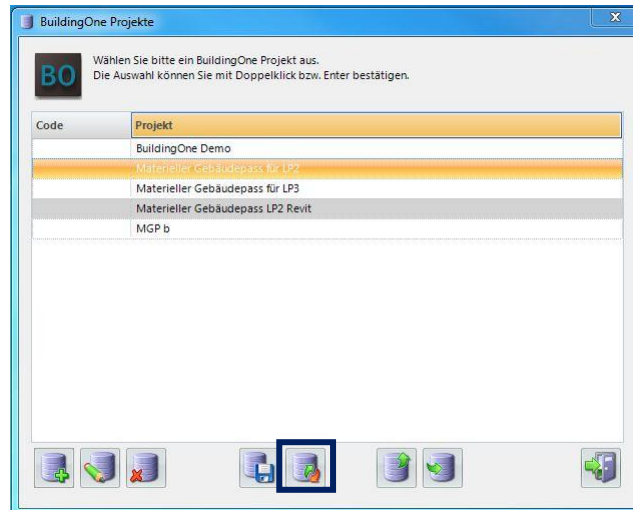 BuildingOne Projekte
x
BO
Wählen Sie bitte ein BuildingOne Projekt aus.
Die Auswahl können Sie mit Doppelklick bzw. Enter bestätigen.
Code Projekt
BuildingOne Demo
Materieller Gebäudepass für LP2
Materieller Gebäudepass für LP3
Materieller Gebäudepass LP2 Revit
MGP b